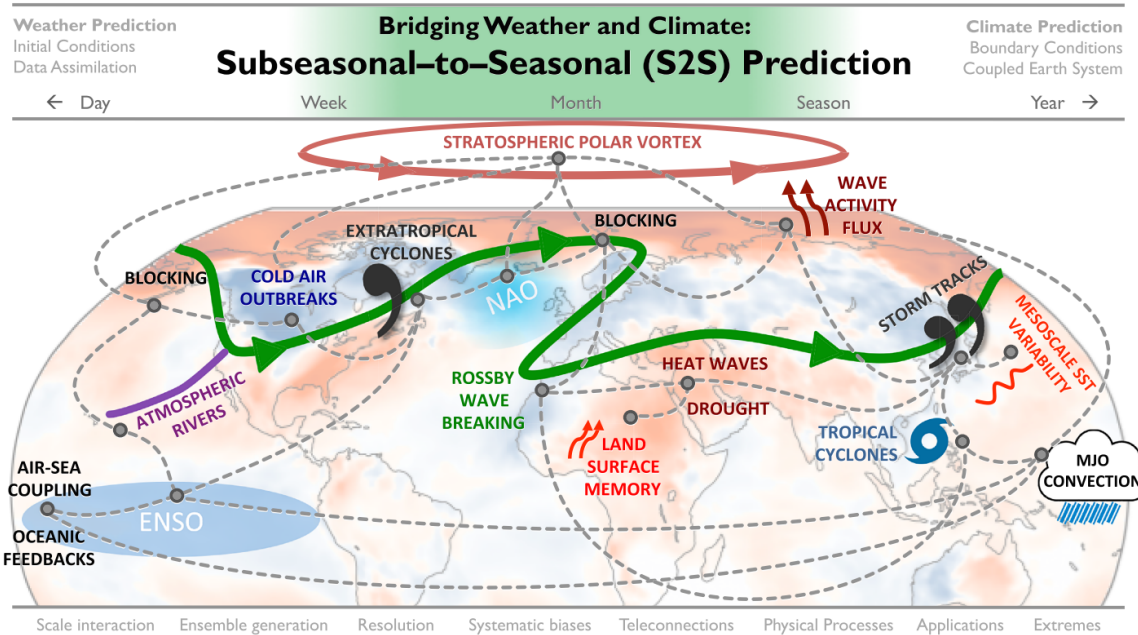 Weather Prediction
Initial Conditions
Data Assimilation
Bridging Weather and Climate:
Subseasonal–to–Seasonal (S2S) Prediction
Climate Prediction
Boundary Conditions
Coupled Earth System
← Day
Week
Month
Season
Year →
STRATOSPHERIC POLAR VORTEX
WAVE
ACTIVITY
FLUX
BLOCKING
EXTRATROPICAL
CYCLONES
BLOCKING
COLD AIR
OUTBREAKS
NAO
STORM TRACKS
MESOSCALE SST
VARIABILITY
ATMOSPHERIC
RIVERS
ROSSBY
WAVE
BREAKING
HEAT WAVES
DROUGHT
LAND
SURFACE
MEMORY
TROPICAL
CYCLONES
MJO
CONVECTION
AIR-SEA
COUPLING
ENSO
OCEANIC
FEEDBACKS
Scale interaction
Ensemble generation
Resolution
Systematic biases
Teleconnections
Physical Processes
Applications
Extremes